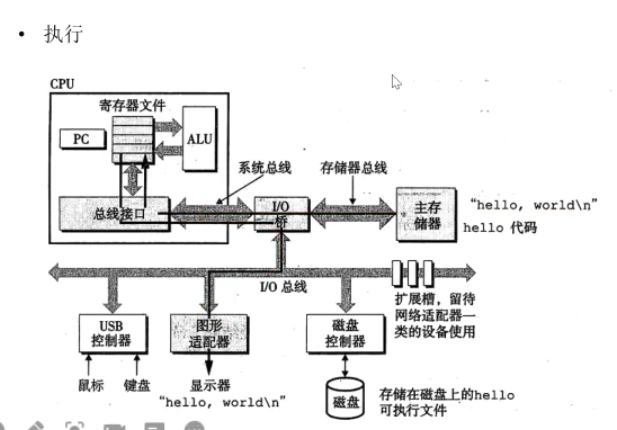 • 执行
CPU
寄存器文件
PC
ALU
系统总线
存储器总线
总线接口
I/O
桥
主存
储器
“hello, world\n”
hello 代码
I/O 总线
扩展槽，留待
网络适配器一
类的设备使用
USB
控制器
图形
适配器
磁盘
控制器
鼠标
键盘
显示器
“hello, world\n”
磁盘
存储在磁盘上的hello
可执行文件